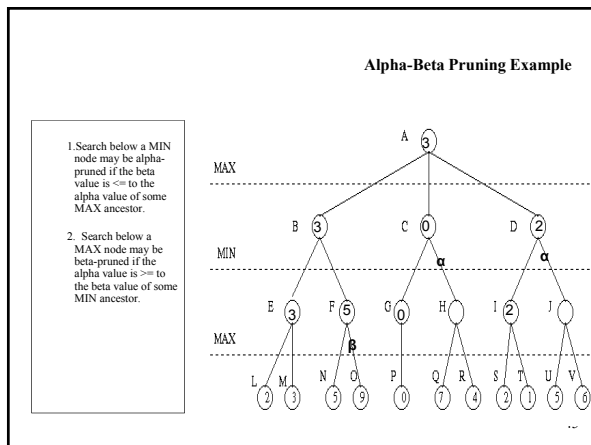 Alpha-Beta Pruning Example
1.Search below a MIN
node may be alpha-
pruned if the beta
value is <= to the
alpha value of some
MAX ancestor.
2. Search below a
MAX node may be
beta-pruned if the
alpha value is >= to
the beta value of some
MIN ancestor.
A 3
MAX
B 3 C 0 D 2
MIN α α
E 3 F 5 G 0 H I 2 J
MAX β
L M N O P Q R S T U V
2 3 5 9 0 7 4 2 1 5 6